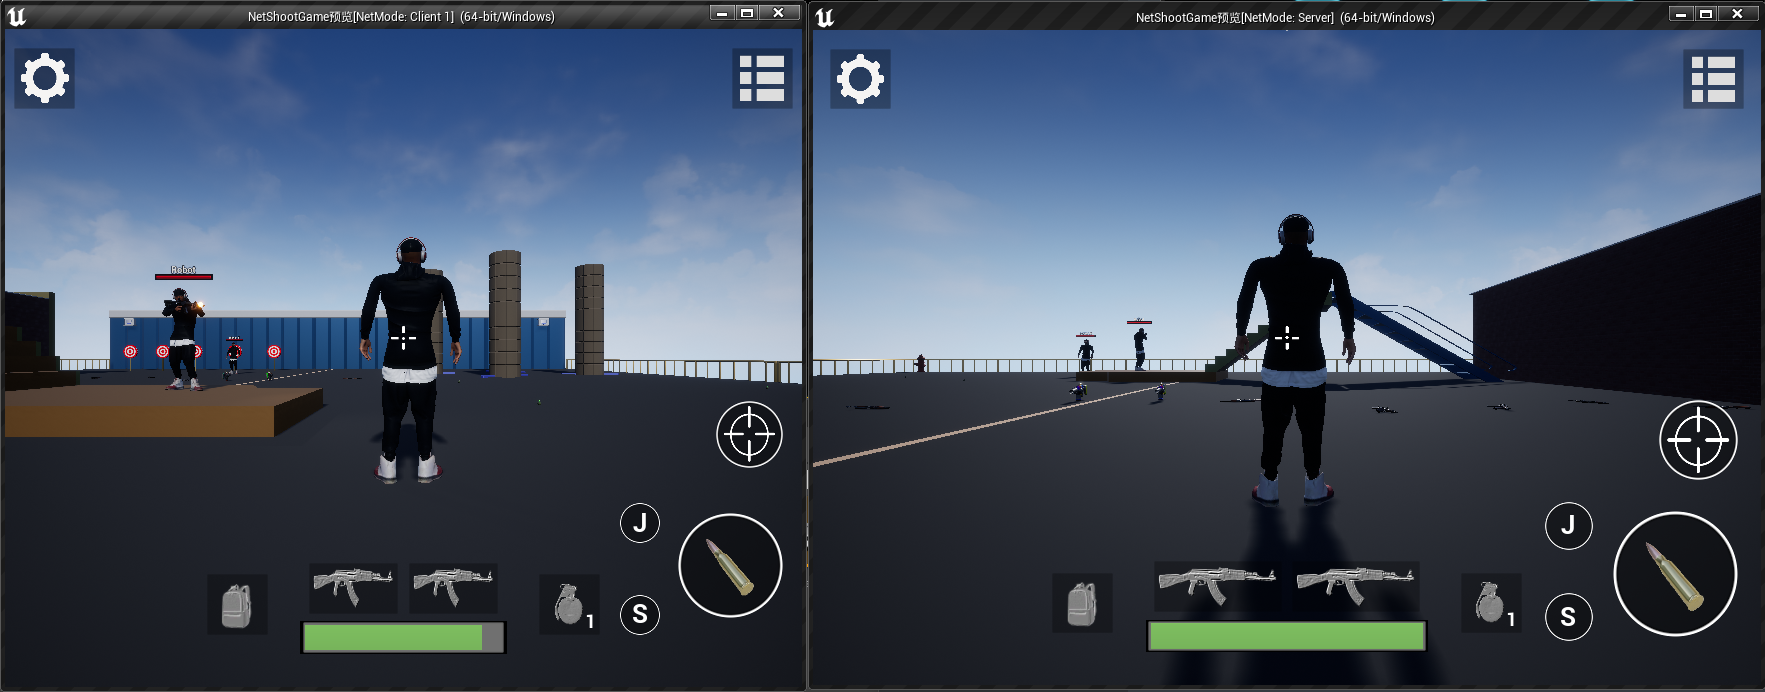 NetShootGame预览[NetMode: Client 1] (64-bit/Windows)
Robot
J
S
1
NetShootGame预览[NetMode: Server] (64-bit/Windows)
J
S
1